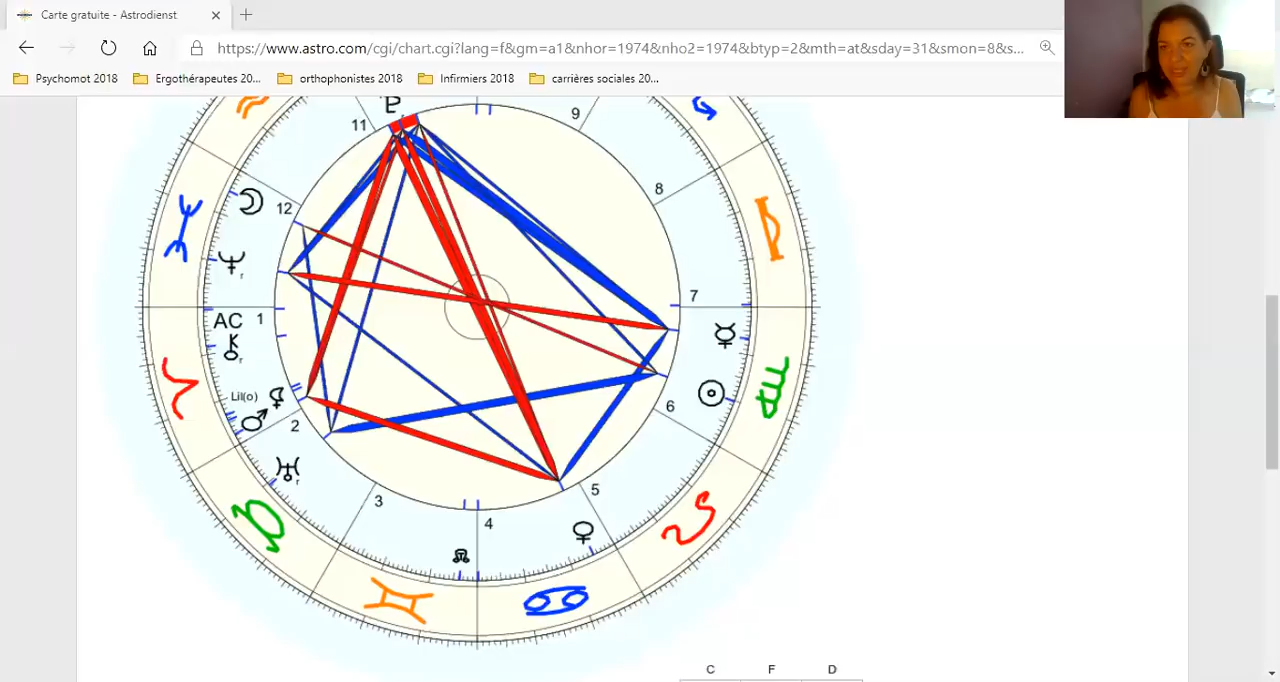 Carte gratuite - Astrodienst
https://www.astro.com/cgi/chart.cgi?lang=f&gm=a1&nhor=1974&nho2=1974&btyp=2&mth=at&sday=31&smon=8&s...
Psychomot 2018 Ergothérapeutes 20... orthophonistes 2018 Infirmiers 2018 carrières sociales 20...
9
11
8
12
r
7
AC 1
r
Lil(o)
6
2
r
5
3
4
C F D